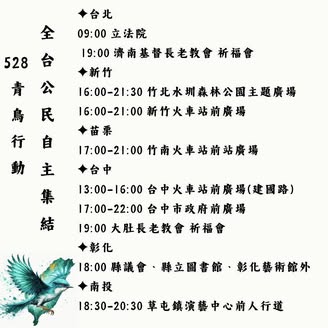 528青鳥行動
全台公民自主集結
✦台北
09:00 立法院
19:00 濟南基督長老教會 祈福會
✦新竹
16:00-21:30 竹北水圳森林公園主題廣場
16:00-21:00 新竹火車站前廣場
✦苗栗
17:00-21:00 竹南火車站前站廣場
✦台中
13:00-16:00 台中火車站前廣場(建國路)
17:00-22:00 台中市政府前廣場
19:00 大肚長老教會 祈福會
✦彰化
18:00 縣議會、縣立圖書館、彰化藝術館外
✦南投
18:30-20:30 草屯鎮演藝中心前人行道